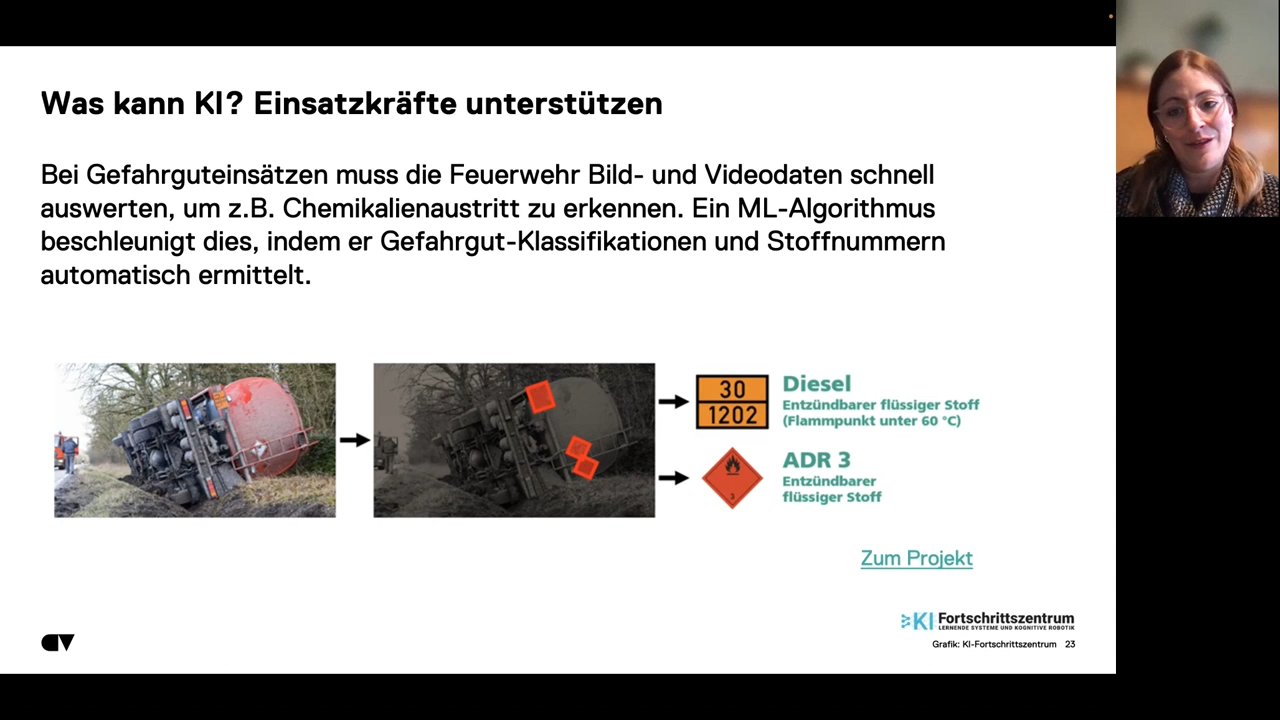 Was kann KI? Einsatzkräfte unterstützen
Bei Gefahrguteinsätzen muss die Feuerwehr Bild- und Videodaten schnell
auswerten, um z.B. Chemikalienaustritt zu erkennen. Ein ML-Algorithmus
beschleunigt dies, indem er Gefahrgut-Klassifikationen und Stoffnummern
automatisch ermittelt.
30
1202
Diesel
Entzündbarer flüssiger Stoff
(Flammpunkt unter 60 °C)
3
ADR 3
Entzündbarer
flüssiger Stoff
Zum Projekt
KI Fortschrittszentrum
LERNENDE SYSTEME UND KOGNITIVE ROBOTIK
Grafik: KI-Fortschrittszentrum 23